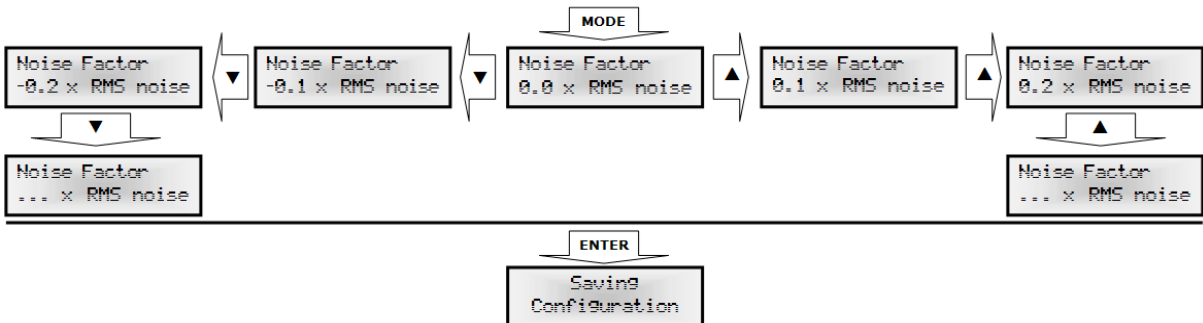 MODE
Noise Factor
-0.2 x RMS noise
▼
Noise Factor
-0.1 x RMS noise
▼
Noise Factor
0.0 x RMS noise
▲
Noise Factor
0.1 x RMS noise
▲
Noise Factor
0.2 x RMS noise
▼
▲
Noise Factor
... x RMS noise
Noise Factor
... x RMS noise
ENTER
Saving
Configuration